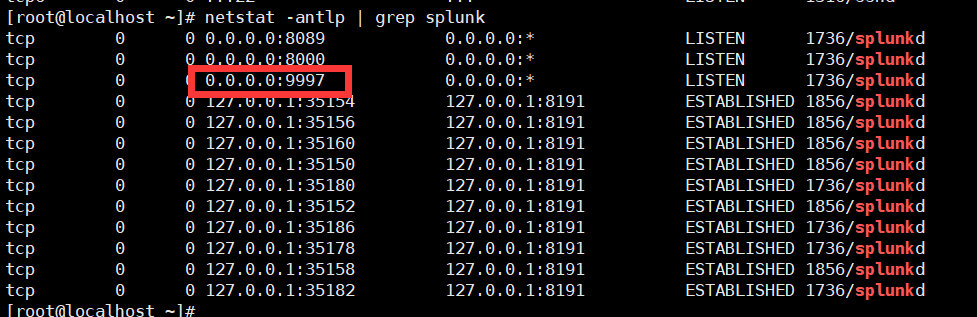 [root@localhost ~]# netstat -antlp | grep splunk
tcp 0 0 0.0.0.0:8089 0.0.0.0:* LISTEN 1736/splunkd
tcp 0 0 0.0.0.0:8000 0.0.0.0:* LISTEN 1736/splunkd
tcp 0 0 0.0.0.0:9997 0.0.0.0:* LISTEN 1736/splunkd
tcp 0 0 127.0.0.1:35154 127.0.0.1:8191 ESTABLISHED 1856/splunkd
tcp 0 0 127.0.0.1:35156 127.0.0.1:8191 ESTABLISHED 1856/splunkd
tcp 0 0 127.0.0.1:35160 127.0.0.1:8191 ESTABLISHED 1856/splunkd
tcp 0 0 127.0.0.1:35150 127.0.0.1:8191 ESTABLISHED 1856/splunkd
tcp 0 0 127.0.0.1:35180 127.0.0.1:8191 ESTABLISHED 1736/splunkd
tcp 0 0 127.0.0.1:35152 127.0.0.1:8191 ESTABLISHED 1856/splunkd
tcp 0 0 127.0.0.1:35186 127.0.0.1:8191 ESTABLISHED 1736/splunkd
tcp 0 0 127.0.0.1:35178 127.0.0.1:8191 ESTABLISHED 1736/splunkd
tcp 0 0 127.0.0.1:35158 127.0.0.1:8191 ESTABLISHED 1856/splunkd
tcp 0 0 127.0.0.1:35182 127.0.0.1:8191 ESTABLISHED 1736/splunkd
[root@localhost ~]#